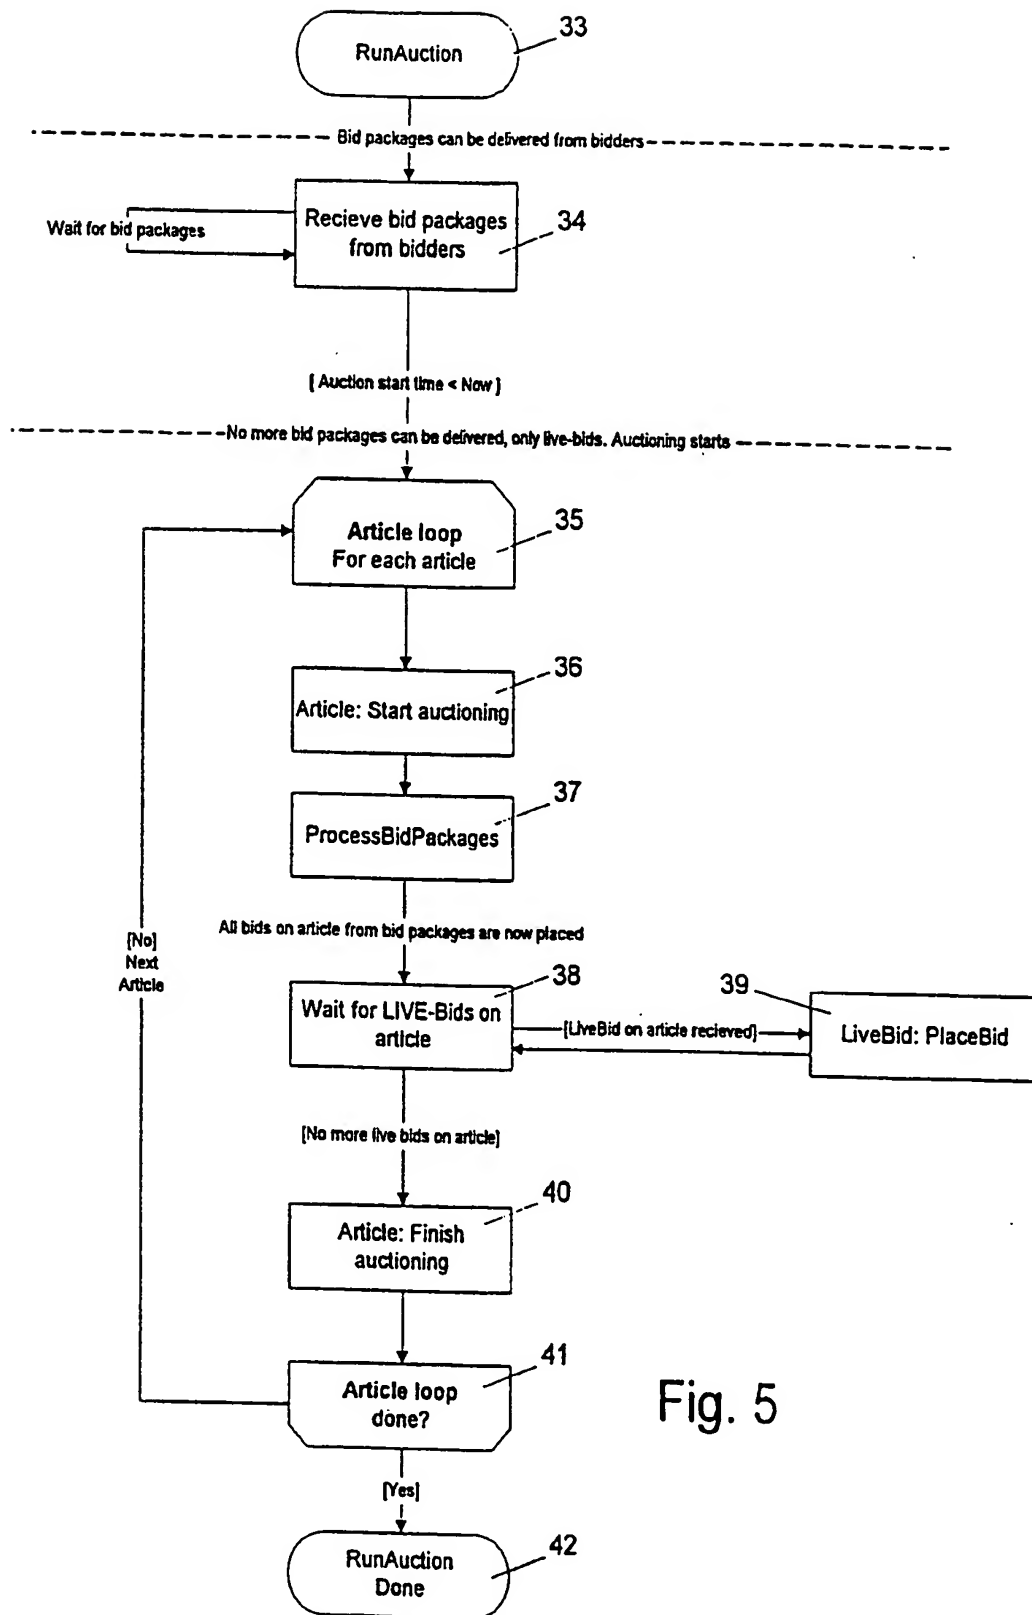 33
RunAuction
Bid packages can be delivered from bidders
Recieve bid packages
from bidders
34
Wait for bid packages
[ Auction start time < Now ]
No more bid packages can be delivered, only live-bids. Auctioning starts
Article loop
For each article
35
36
Article: Start auctioning
37
ProcessBidPackages
All bids on article from bid packages are now placed
[No]
Next
Article
38
Wait for LIVE-Bids on
article
[LiveBid on article recieved]
39
LiveBid: PlaceBid
[No more live bids on article]
40
Article: Finish
auctioning
41
Article loop
done?
Fig. 5
[Yes]
42
RunAuction
Done